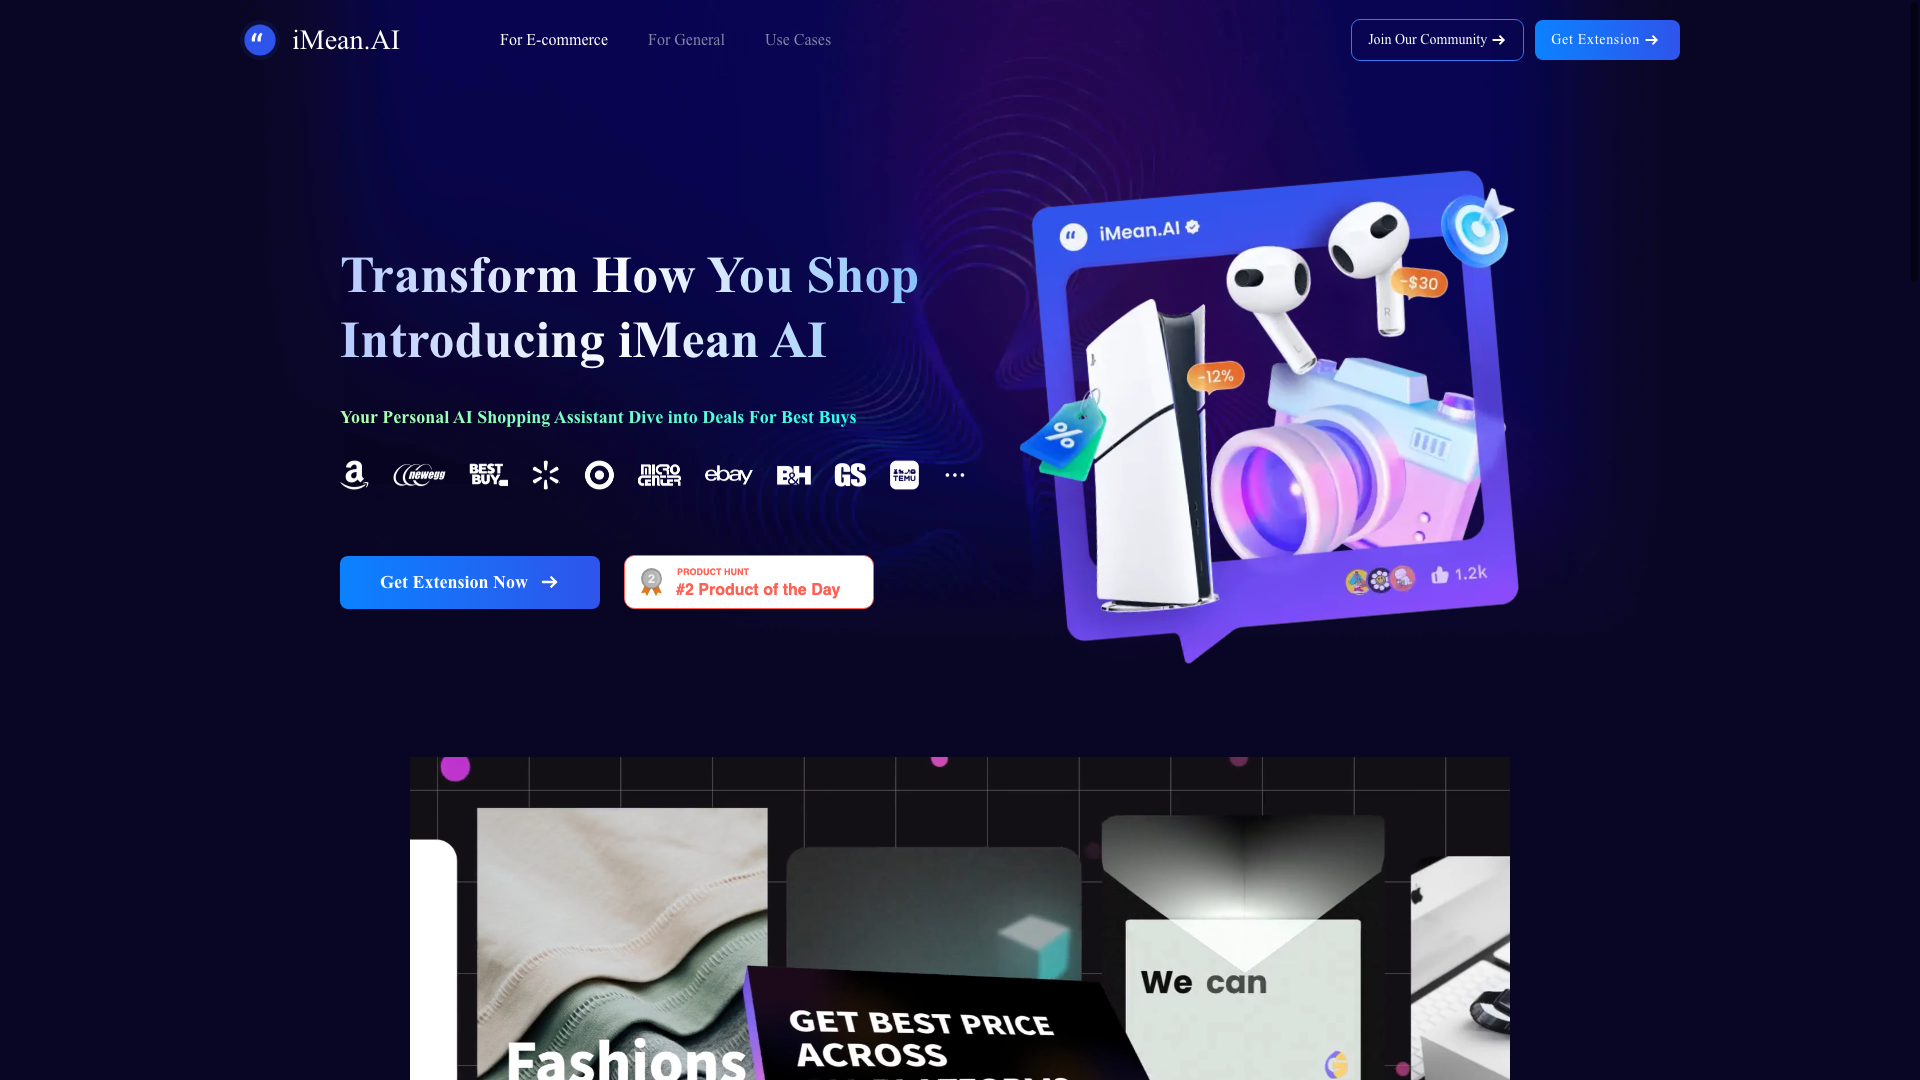 iMean.AI
For E-commerce
For General
Use Cases
Join Our Community
Get Extension
Transform How You Shop
Introducing iMean AI
Your Personal AI Shopping Assistant Dive into Deals For Best Buys
a
newegg
BEST BUY
MICRO CENTER
ebay
B&H
GS
TEMU
...
Get Extension Now
2
PRODUCT HUNT
#2 Product of the Day
iMean.AI
-$30
-12%
%
R
L
1.2k
We can
GET BEST PRICE
ACROSS
Fashions